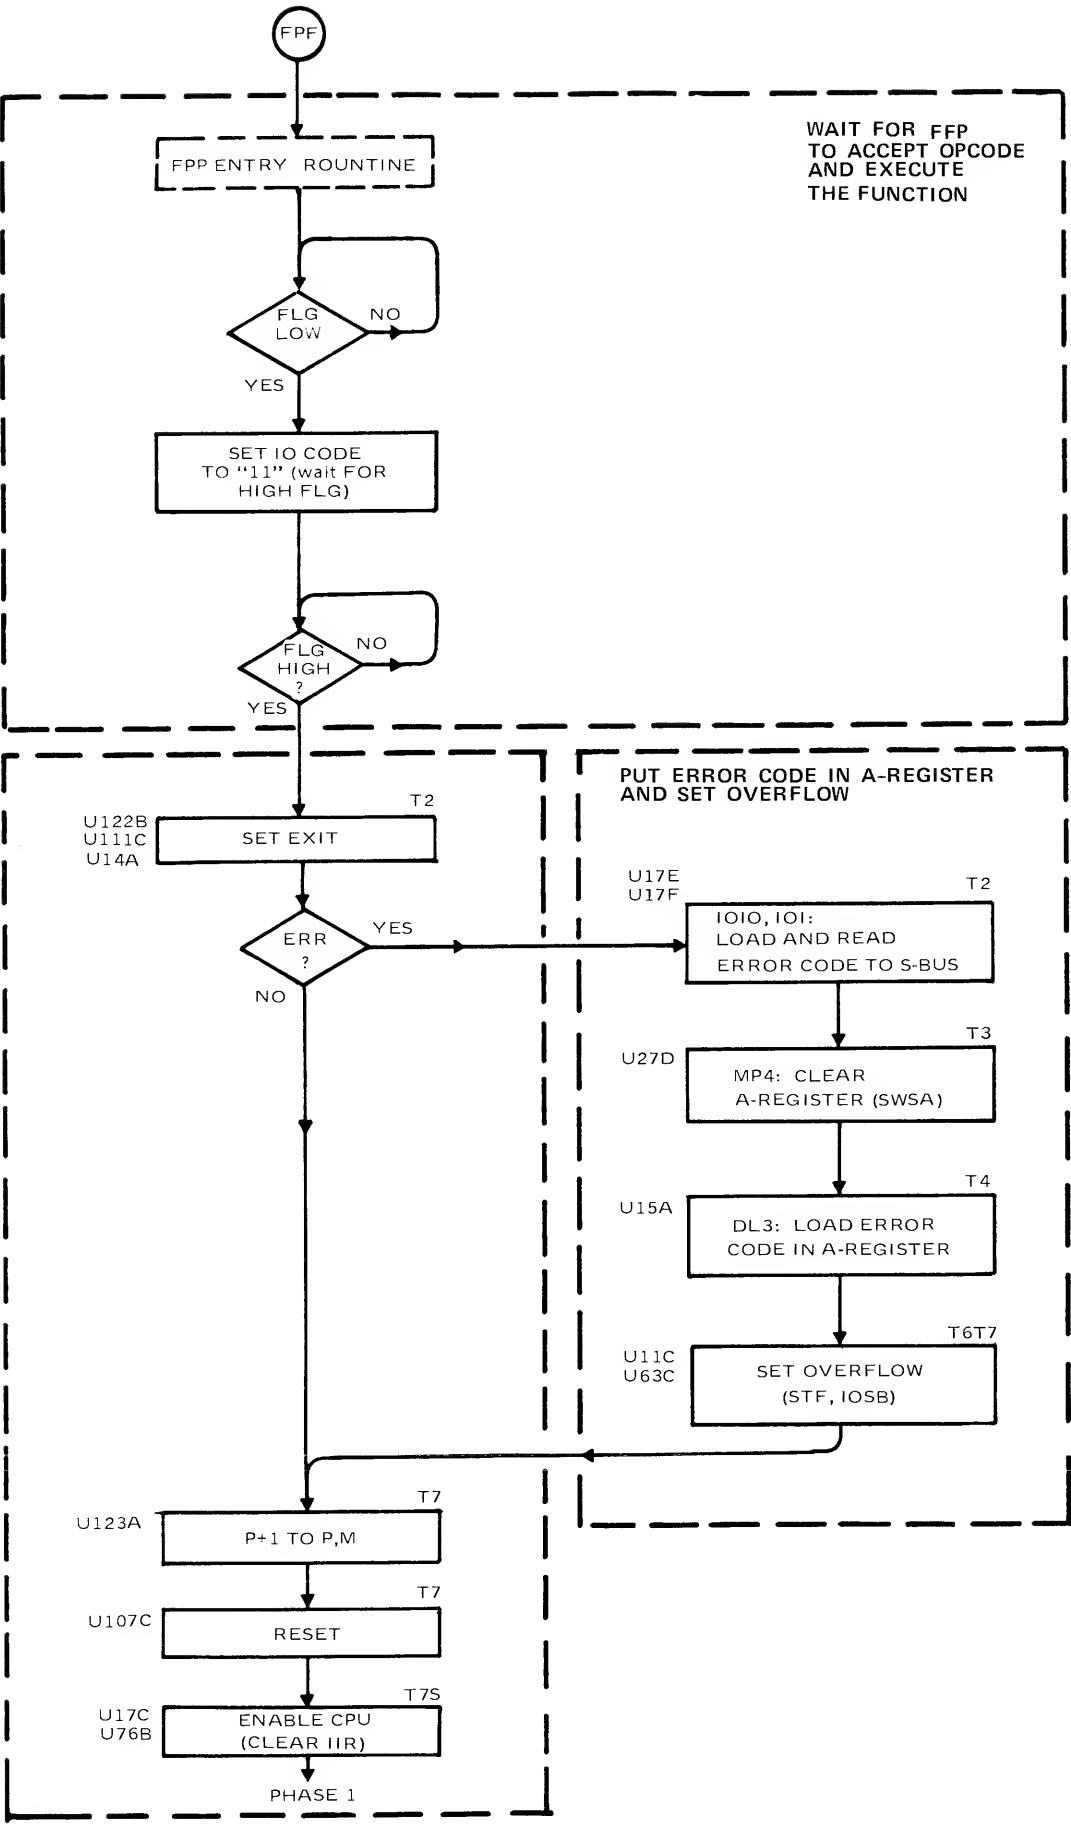 FPF
WAIT FOR FFP
TO ACCEPT OPCODE
AND EXECUTE
THE FUNCTION
FPP ENTRY ROUNTINE
FLG
LOW
NO
YES
SET IO CODE
TO "11" (wait FOR
HIGH FLG)
FLG
HIGH
?
NO
YES
T2
U122B
U111C
U14A
SET EXIT
ERR
?
YES
NO
PUT ERROR CODE IN A-REGISTER
AND SET OVERFLOW
U17E
U17F
T2
IOIO, IOI:
LOAD AND READ
ERROR CODE TO S-BUS
T3
U27D
MP4: CLEAR
A-REGISTER (SWSA)
T4
U15A
DL3: LOAD ERROR
CODE IN A-REGISTER
T6T7
U11C
U63C
SET OVERFLOW
(STF, IOSB)
T7
U123A
P+1 TO P,M
T7
U107C
RESET
T7S
U17C
U76B
ENABLE CPU
(CLEAR IIR)
PHASE 1